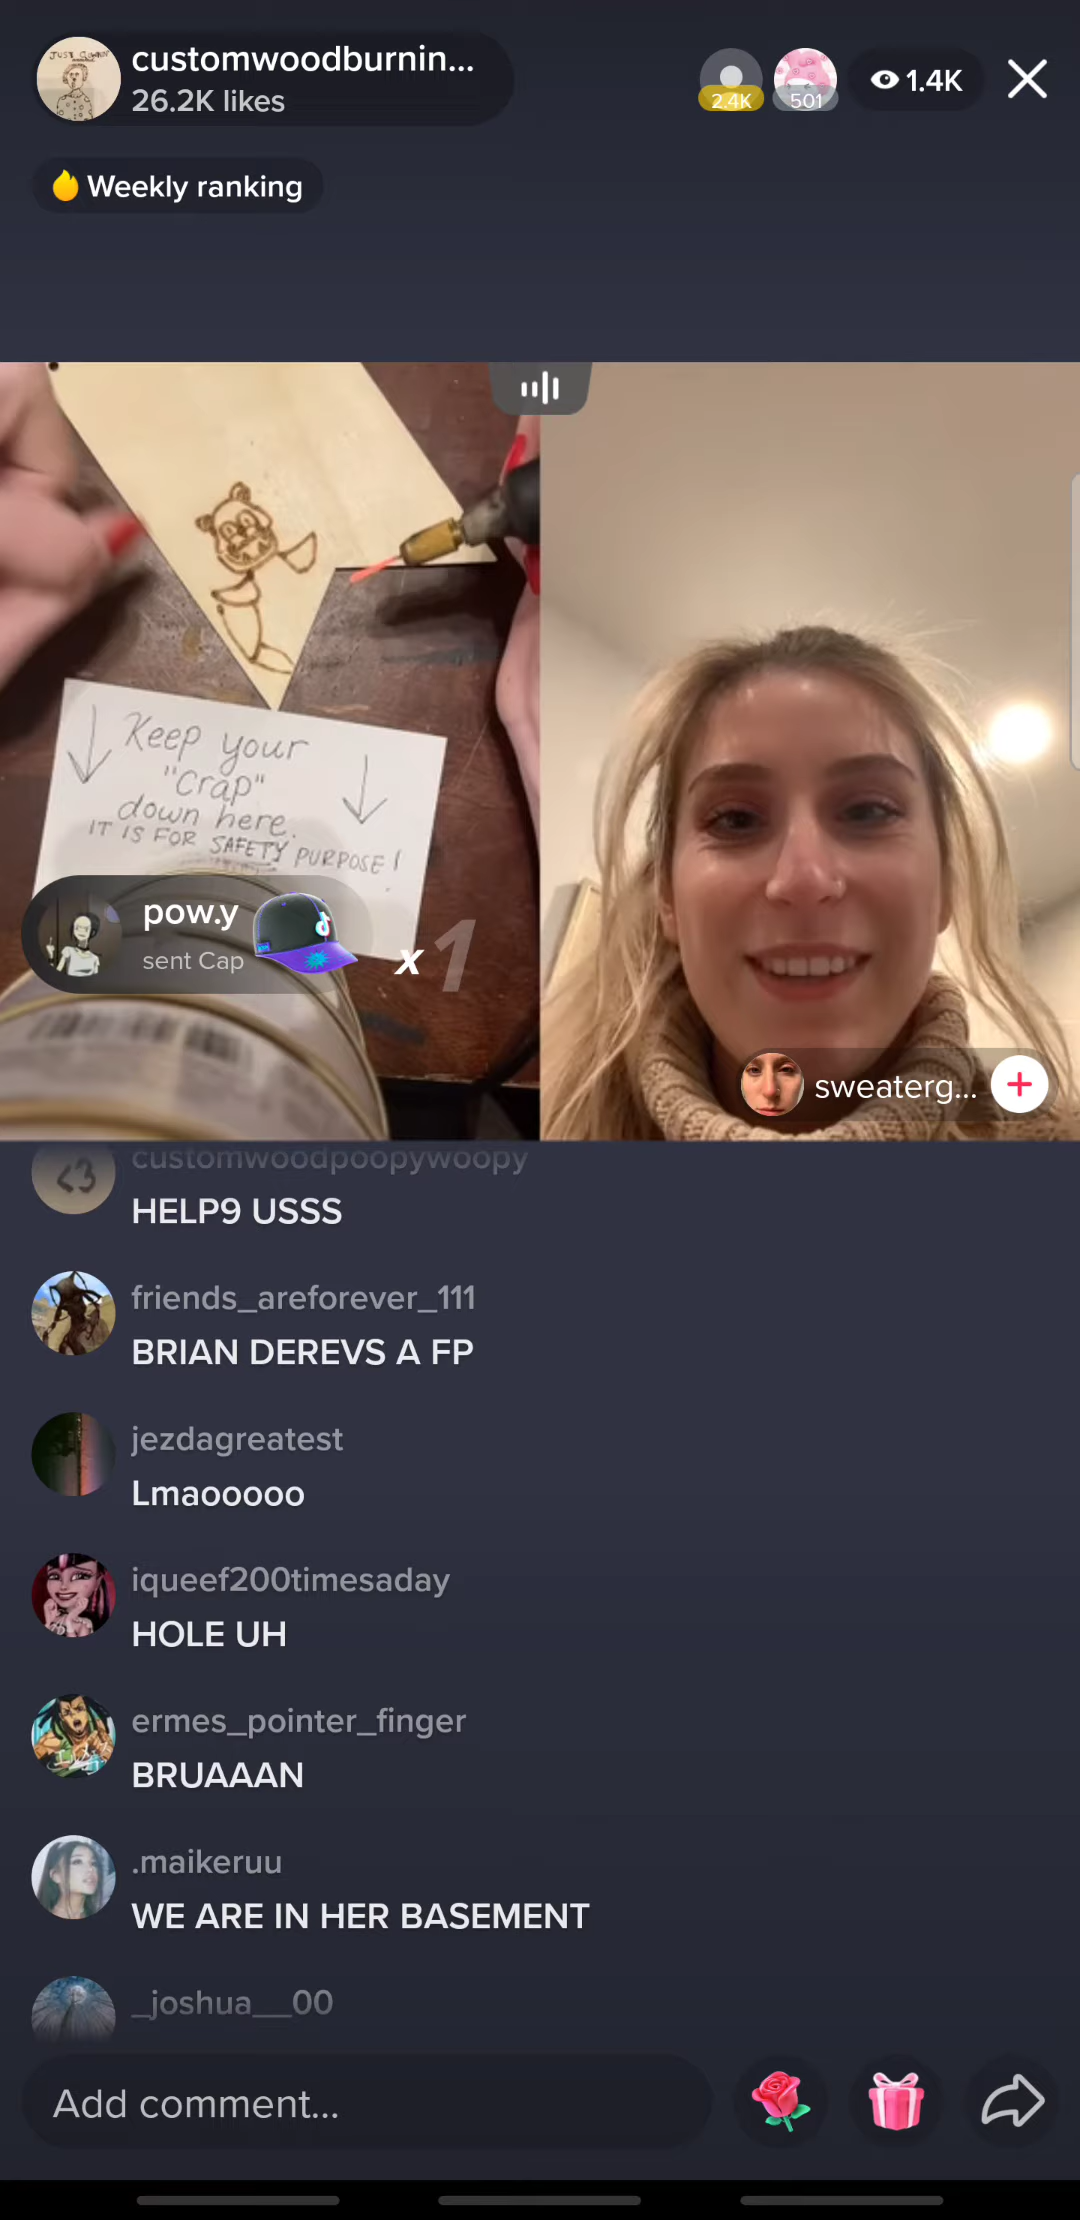 customwoodburnin...
26.2K likes
2.4K
501
1.4K
Weekly ranking
Keep your
"Crap"
down here.
IT IS FOR SAFETY PURPOSE!
pow.y
sent Cap
x1
sweaterg...
customwoodpoopywoopy
HELP9 USSS
friends_areforever_111
BRIAN DEREVS A FP
jezdagreatest
Lmaooooo
iqueef200timesaday
HOLE UH
ermes_pointer_finger
BRUAAAN
.maikeruu
WE ARE IN HER BASEMENT
_joshua__00
Add comment...